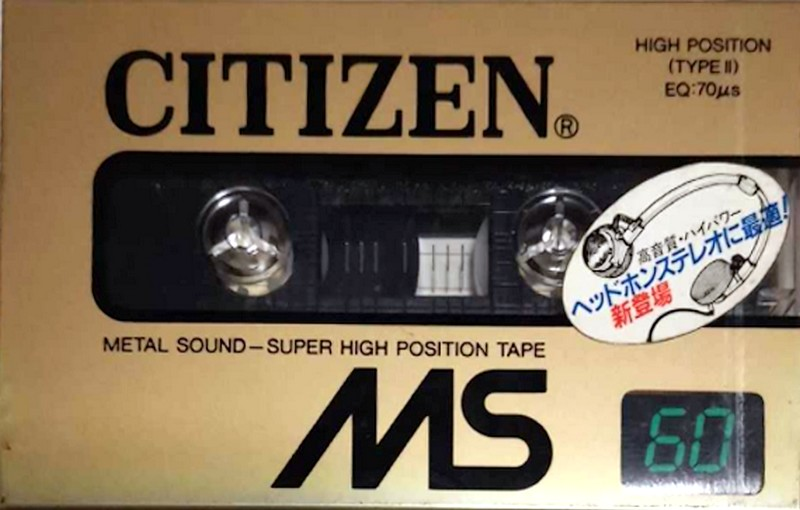 CITIZEN®
HIGH POSITION
(TYPE II)
EQ:70μs
高音質・ハイパワー
ヘッドホンステレオに最適!
新登場
METAL SOUND—SUPER HIGH POSITION TAPE
MS
60